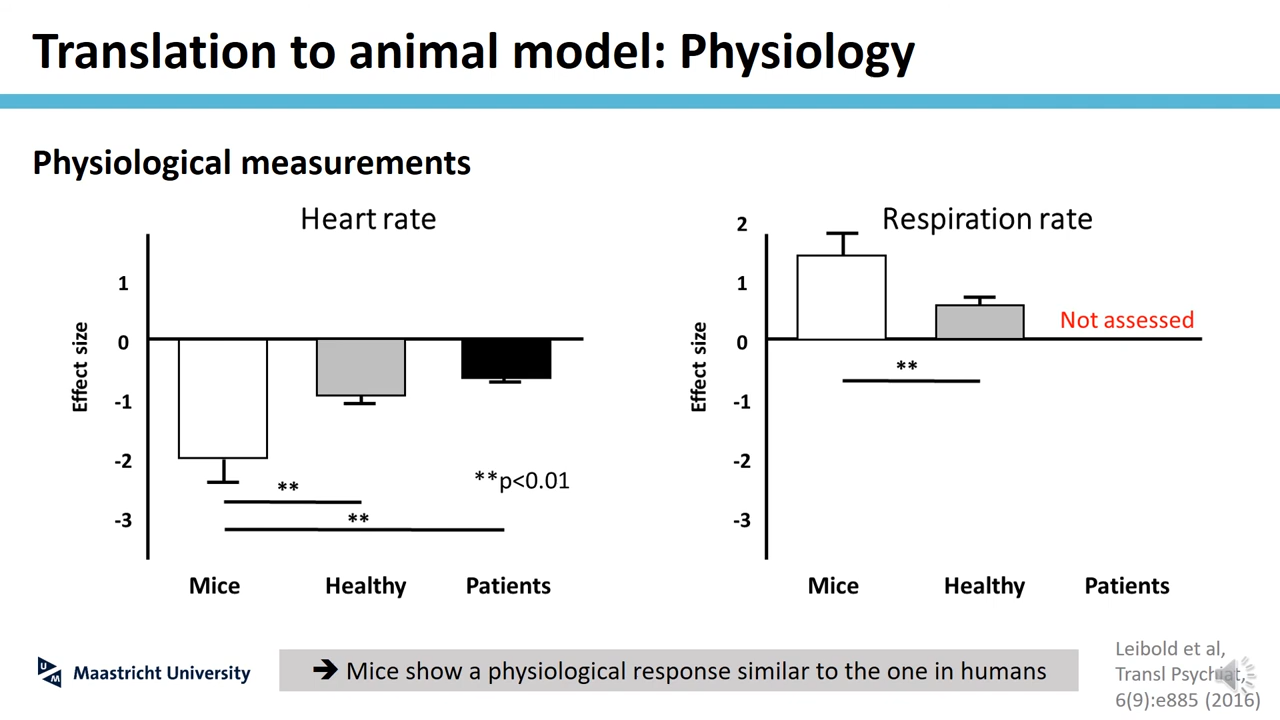 Translation to animal model: Physiology
Physiological measurements
Heart rate
1
0
-1
-2
-3
Effect size
**
**
**p<0.01
Mice
Healthy
Patients
Respiration rate
2
1
0
-1
-2
-3
Effect size
Not assessed
**
Mice
Healthy
Patients
UM
Maastricht University
➔ Mice show a physiological response similar to the one in humans
Leibold et al,
Transl Psychiat,
6(9):e885 (2016)